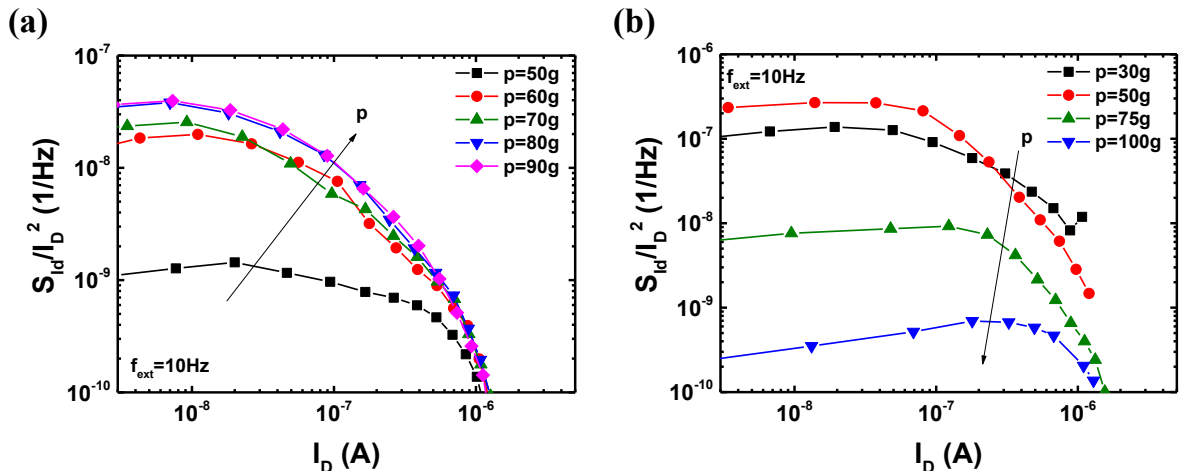 (a)
10^-7
10^-8
10^-9
10^-10
S_Id/I_D^2 (1/Hz)
p=50g
p=60g
p=70g
p=80g
p=90g
p
f_ext=10Hz
10^-8 10^-7 10^-6
I_D (A)
(b)
10^-6
10^-7
10^-8
10^-9
10^-10
S_Id/I_D^2 (1/Hz)
f_ext=10Hz
p=30g
p=50g
p=75g
p=100g
p
10^-8 10^-7 10^-6
I_D (A)